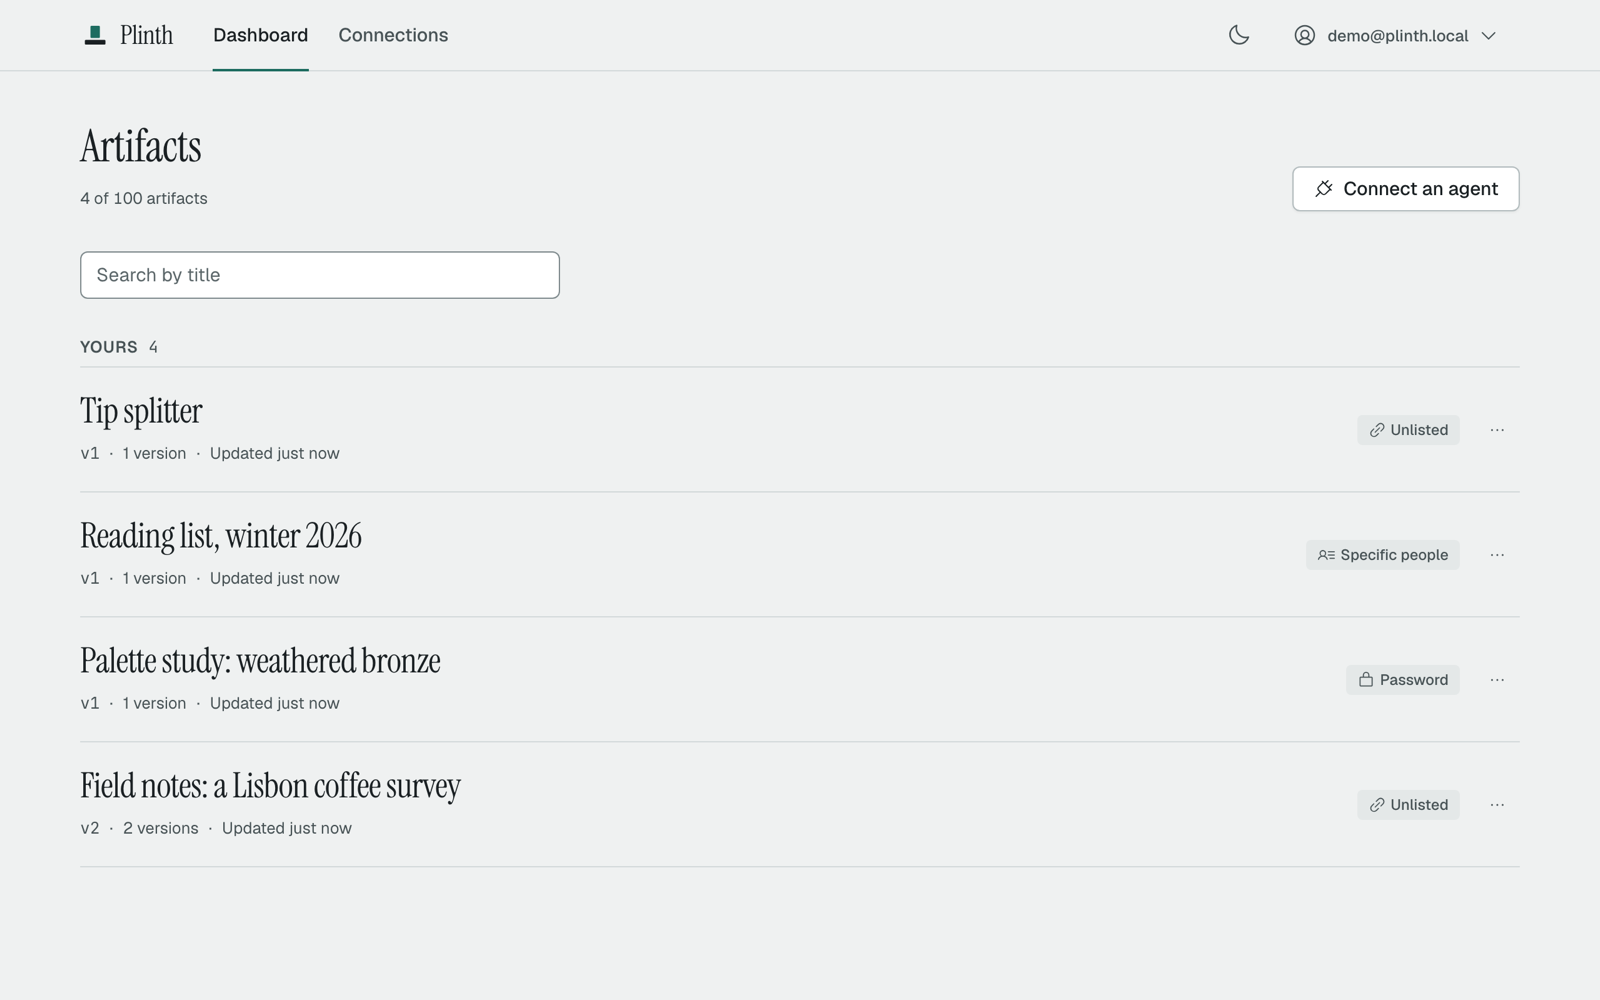 Plinth
Dashboard
Connections
demo@plinth.local
Artifacts
4 of 100 artifacts
Connect an agent
Search by title
YOURS 4
Tip splitter
v1 · 1 version · Updated just now
Unlisted
Reading list, winter 2026
v1 · 1 version · Updated just now
Specific people
Palette study: weathered bronze
v1 · 1 version · Updated just now
Password
Field notes: a Lisbon coffee survey
v2 · 2 versions · Updated just now
Unlisted